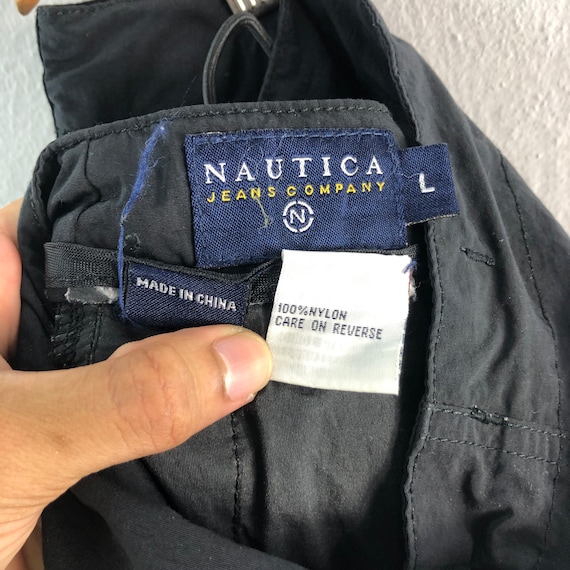 NAUTICA
JEANS COMPANY
N
L
MADE IN CHINA
100%NYLON
CARE ON REVERSE